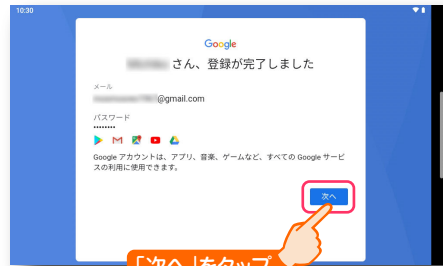 10:30
Google
さん、登録が完了しました
メール
@gmail.com
パスワード
••••••••
Google アカウントは、アプリ、音楽、ゲームなど、すべての Google サービ
スの利用に使用できます。
次へ
「次へ」をタップ